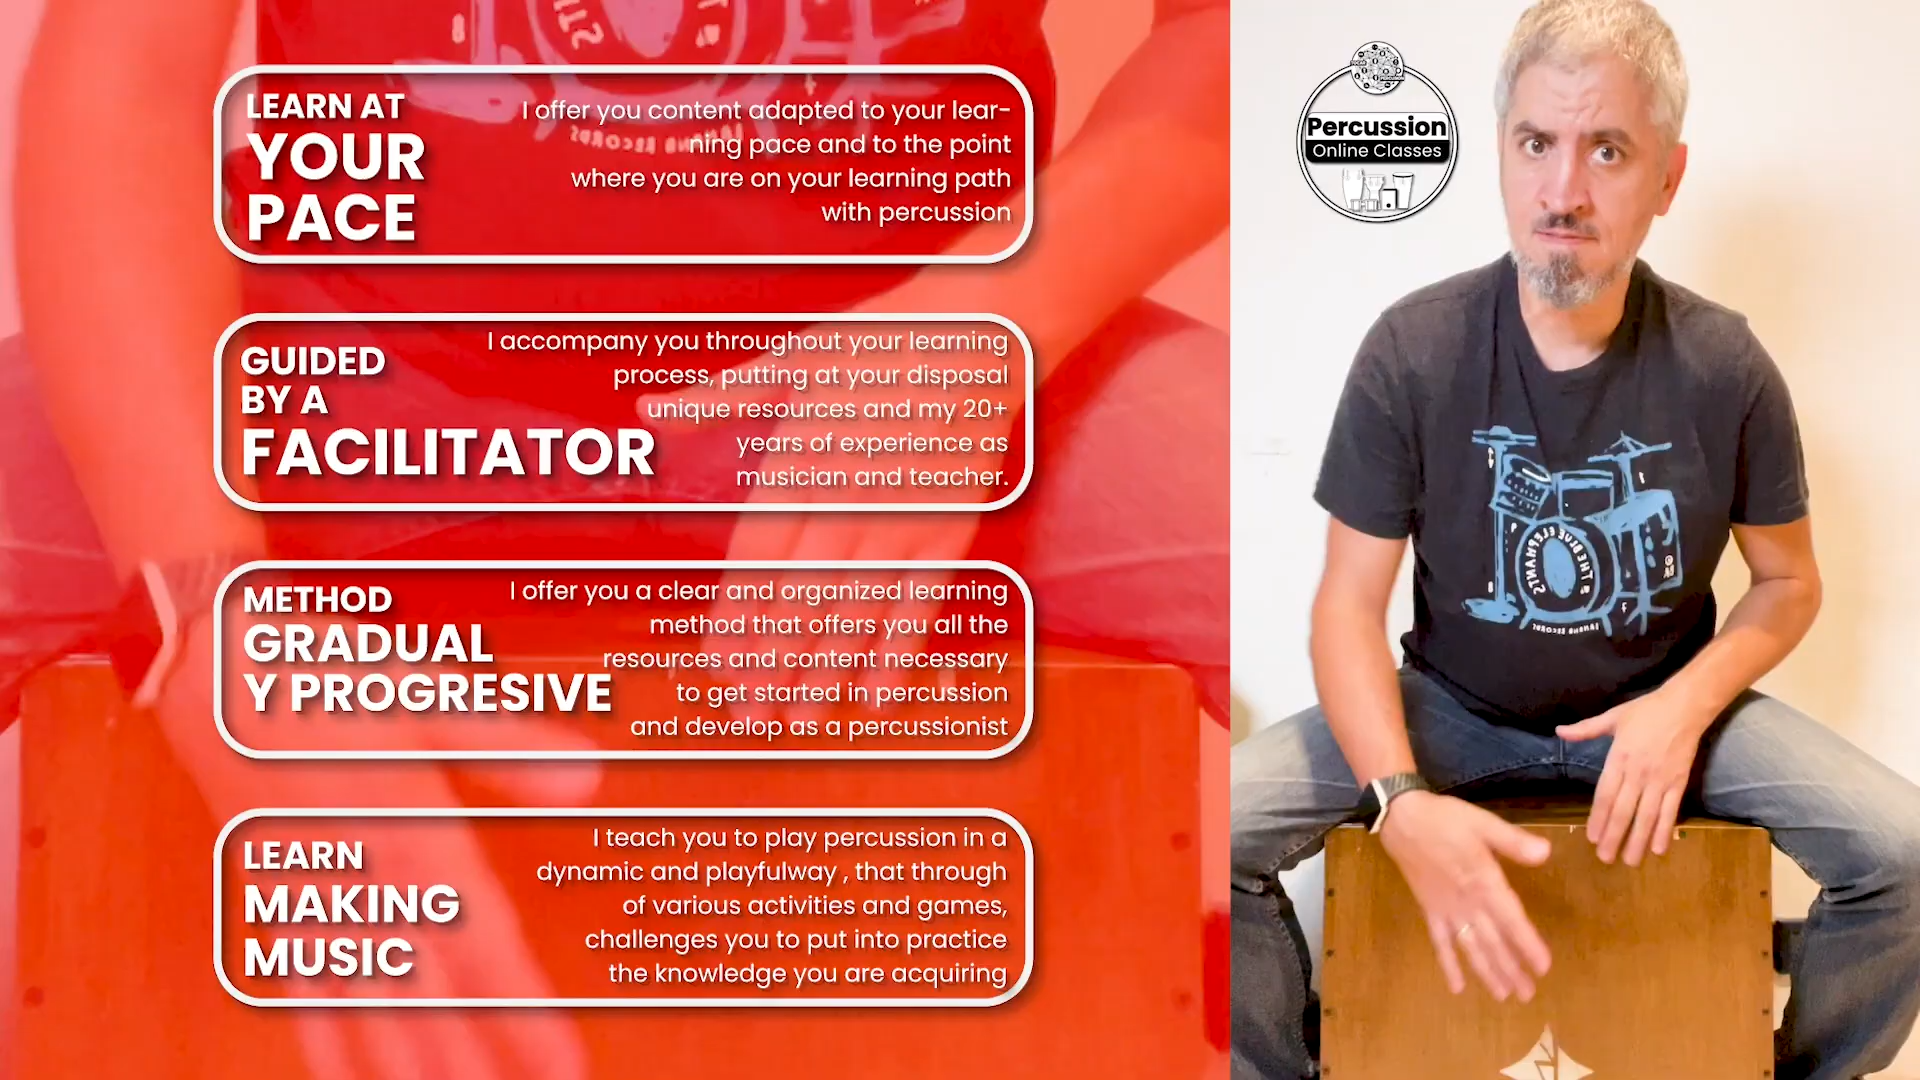 LEARN AT
YOUR
PACE
I offer you content adapted to your lear-
ning pace and to the point
where you are on your learning path
with percussion
GUIDED
BY A
FACILITATOR
I accompany you throughout your learning
process, putting at your disposal
unique resources and my 20+
years of experience as
musician and teacher.
METHOD
GRADUAL
Y PROGRESIVE
I offer you a clear and organized learning
method that offers you all the
resources and content necessary
to get started in percussion
and develop as a percussionist
LEARN
MAKING
MUSIC
I teach you to play percussion in a
dynamic and playfulway , that through
of various activities and games,
challenges you to put into practice
the knowledge you are acquiring
Percussion
Online Classes
THE BLUE ELEPHANTS
RECORDS